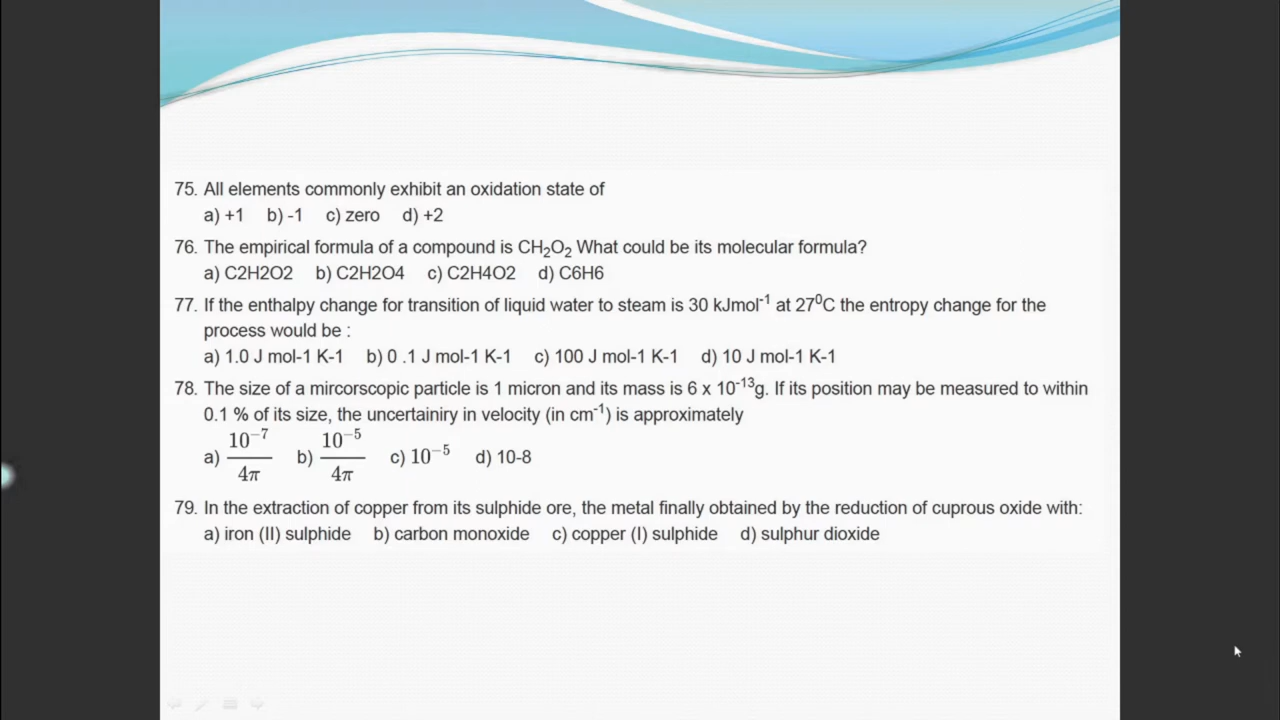 75. All elements commonly exhibit an oxidation state of
a) +1 b) -1 c) zero d) +2
76. The empirical formula of a compound is CH₂O₂ What could be its molecular formula?
a) C2H2O2 b) C2H2O4 c) C2H4O2 d) C6H6
77. If the enthalpy change for transition of liquid water to steam is 30 kJmol⁻¹ at 27⁰C the entropy change for the
process would be :
a) 1.0 J mol-1 K-1 b) 0 .1 J mol-1 K-1 c) 100 J mol-1 K-1 d) 10 J mol-1 K-1
78. The size of a mircorscopic particle is 1 micron and its mass is 6 x 10⁻¹³g. If its position may be measured to within
0.1 % of its size, the uncertainiry in velocity (in cm⁻¹) is approximately
a) 10⁻⁷/4π b) 10⁻⁵/4π c) 10⁻⁵ d) 10-8
79. In the extraction of copper from its sulphide ore, the metal finally obtained by the reduction of cuprous oxide with:
a) iron (II) sulphide b) carbon monoxide c) copper (I) sulphide d) sulphur dioxide